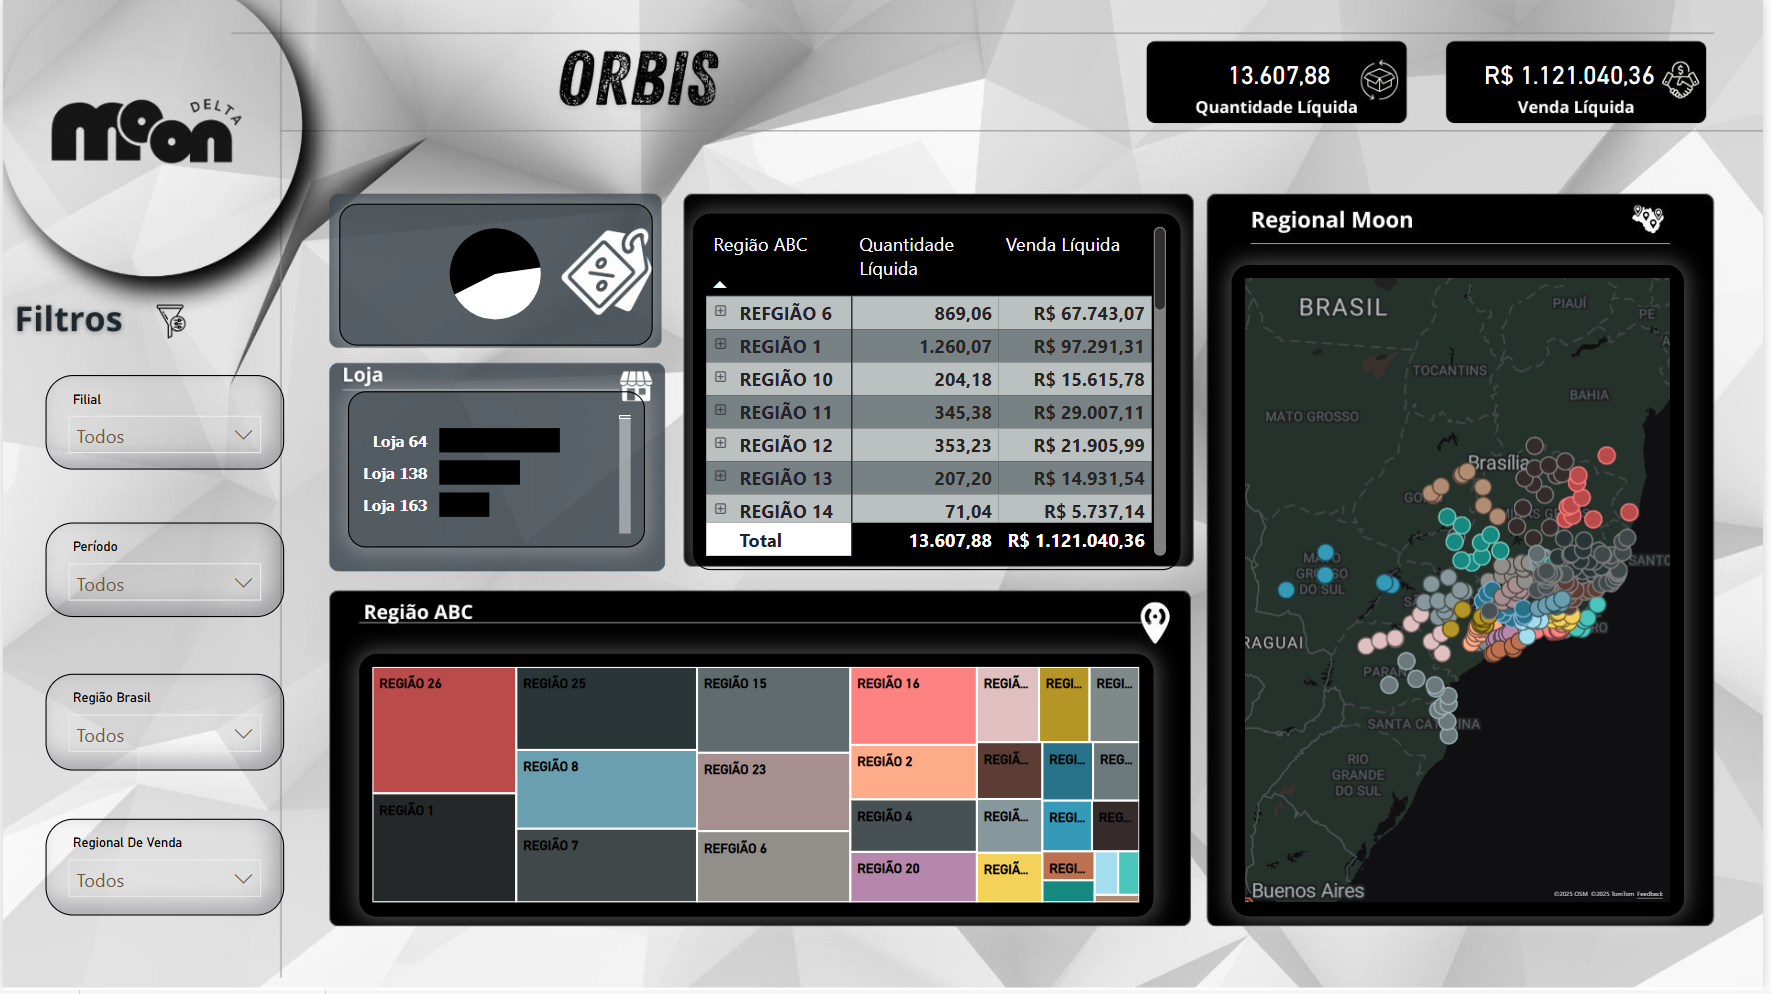 moon
DELTA
ORBIS
13.607,88
Quantidade Líquida
R$ 1.121.040,36
Venda Líquida
Filtros
Filial
Todos
Período
Todos
Região Brasil
Todos
Regional De Venda
Todos
Loja
Loja 64
Loja 138
Loja 163
Região ABC Quantidade Líquida Venda Líquida
REFGIÃO 6 869,06 R$ 67.743,07
REGIÃO 1 1.260,07 R$ 97.291,31
REGIÃO 10 204,18 R$ 15.615,78
REGIÃO 11 345,38 R$ 29.007,11
REGIÃO 12 353,23 R$ 21.905,99
REGIÃO 13 207,20 R$ 14.931,54
REGIÃO 14 71,04 R$ 5.737,14
Total 13.607,88 R$ 1.121.040,36
Região ABC
REGIÃO 26
REGIÃO 1
REGIÃO 25
REGIÃO 8
REGIÃO 7
REGIÃO 15
REGIÃO 23
REFGIÃO 6
REGIÃO 16
REGIÃO 2
REGIÃO 4
REGIÃO 20
REGIÃ...
REGI...
REGI...
REGIÃ...
REGI...
REG...
REGIÃ...
REGI...
REG...
REGIÃ...
REGI...
Regional Moon
BRASIL
PIAUÍ
PE
TOCANTINS
BAHIA
MATO GROSSO
Brasília
SANTO
DO SUL
RAGUAI
PARAN
SANTA CATARINA
RIO
GRANDE
DO SUL
Buenos Aires
©2025 OSM ©2025 TomTom Feedback